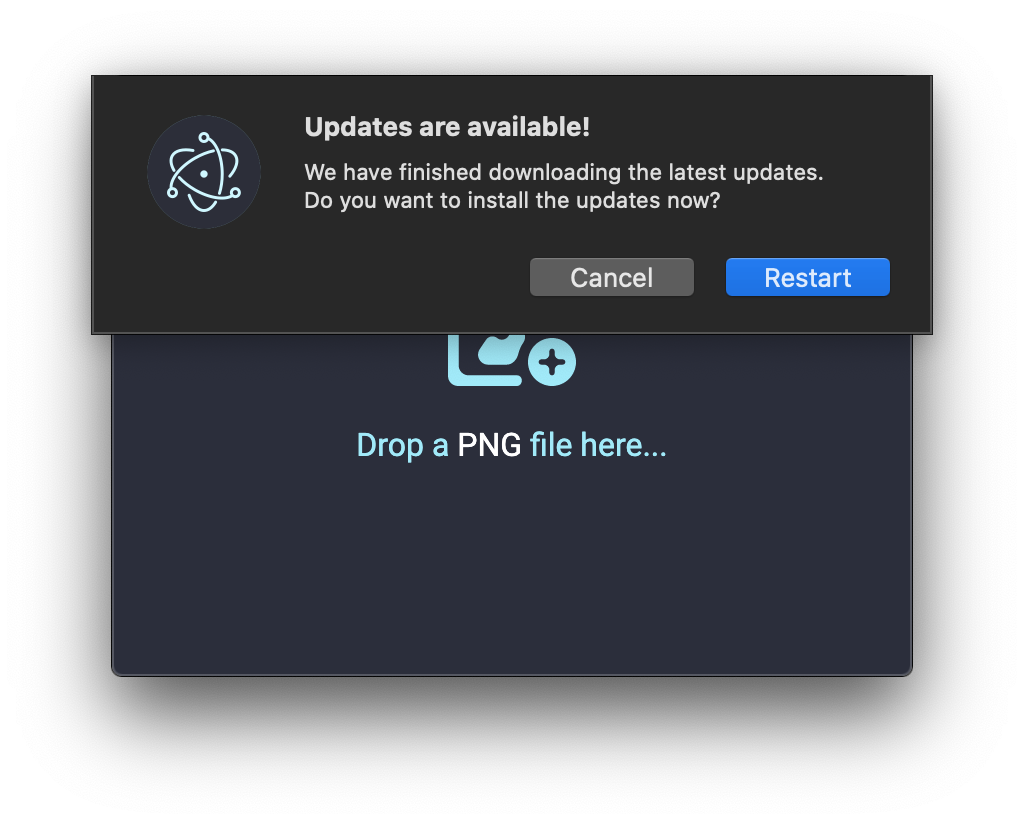 Updates are available!
We have finished downloading the latest updates.
Do you want to install the updates now?
Cancel Restart
Drop a PNG file here...